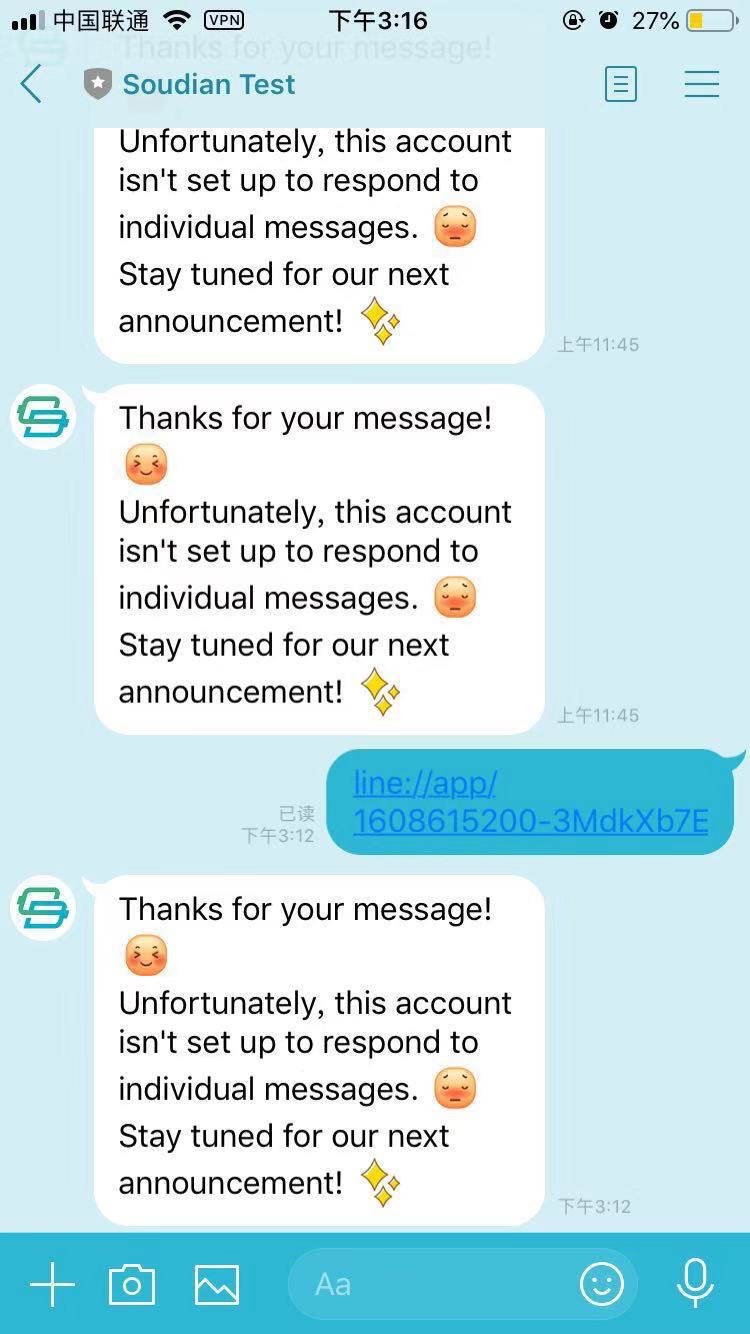 中国联通 VPN 下午3:16 27%
Thanks for your message!
Soudian Test
Unfortunately, this account
isn't set up to respond to
individual messages.
Stay tuned for our next
announcement!
上午11:45
Thanks for your message!
Unfortunately, this account
isn't set up to respond to
individual messages.
Stay tuned for our next
announcement!
上午11:45
line://app/
1608615200-3MdkXb7E
已读
下午3:12
Thanks for your message!
Unfortunately, this account
isn't set up to respond to
individual messages.
Stay tuned for our next
announcement!
下午3:12
Aa